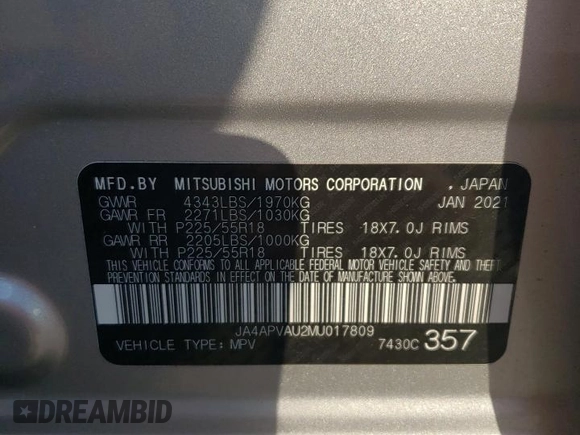 MFD.BY MITSUBISHI MOTORS CORPORATION . JAPAN
GVWR 4343LBS/1970KG JAN 2021
GAWR FR 2271LBS/1030KG
WITH P225/55R18 TIRES 18X7.0J RIMS
GAWR RR 2205LBS/1000KG
WITH P225/55R18 TIRES 18X7.0J RIMS
THIS VEHICLE CONFORMS TO ALL APPLICABLE FEDERAL MOTOR VEHICLE SAFETY AND THEFT
PREVENTION STANDARDS IN EFFECT ON THE DATE OF MANUFACTURE SHOWN ABOVE.
JA4APVAU2MU017809
VEHICLE TYPE: MPV 7430C 357
DREAMBID